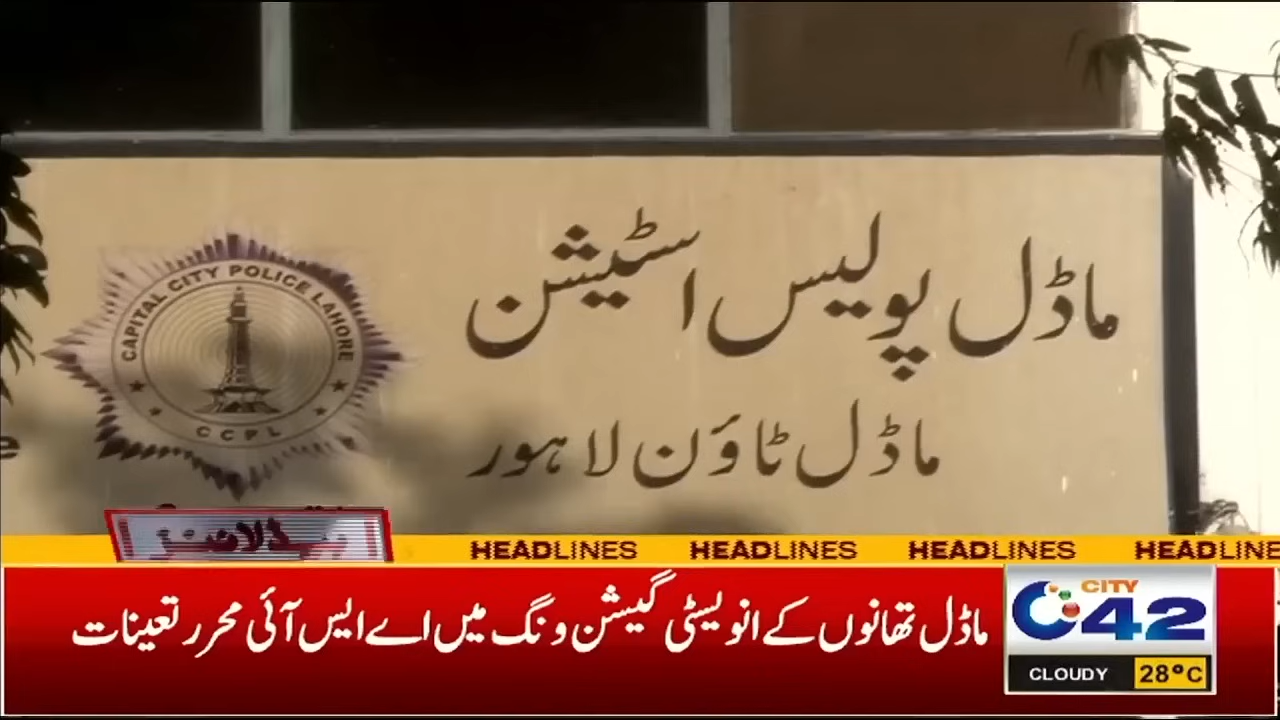 CAPITAL CITY POLICE LAHORE
CCPL
ماڈل پولیس اسٹیشن
ماڈل ٹاؤن لاہور
e
ہیڈلائنز
HEADLINES HEADLINES HEADLINES HEADLINE
ماڈل تھانوں کے انویسٹی گیشن ونگ میں اے ایس آئی محرر تعینات
CITY
42
CLOUDY 28°C